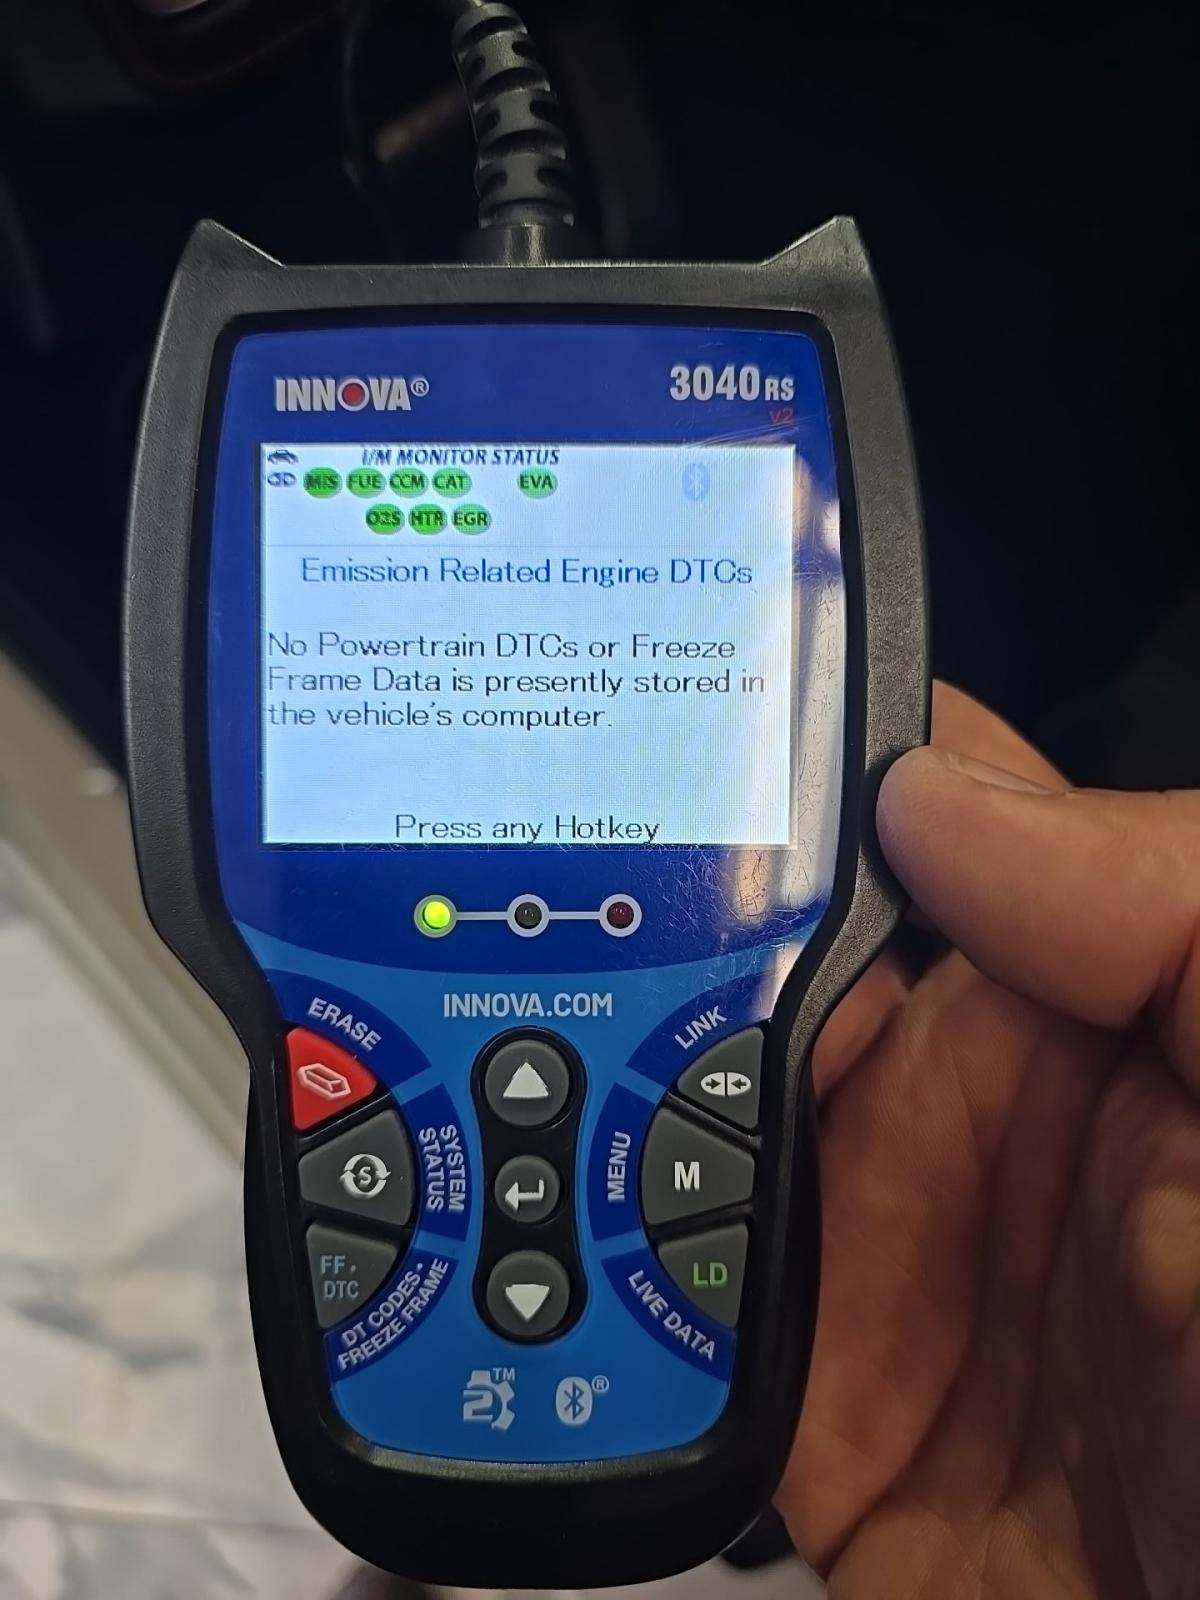 INNOVA®
3040RS
v2
I/M MONITOR STATUS
MIS FUE CCM CAT EVA
O2S HTR EGR
Emission Related Engine DTCs
No Powertrain DTCs or Freeze
Frame Data is presently stored in
the vehicle's computer.
Press any Hotkey
INNOVA.COM
ERASE
LINK
S
SYSTEM
STATUS
MENU
M
FF.
DTC
DT CODES•
FREEZE FRAME
LD
LIVE DATA
2™
®